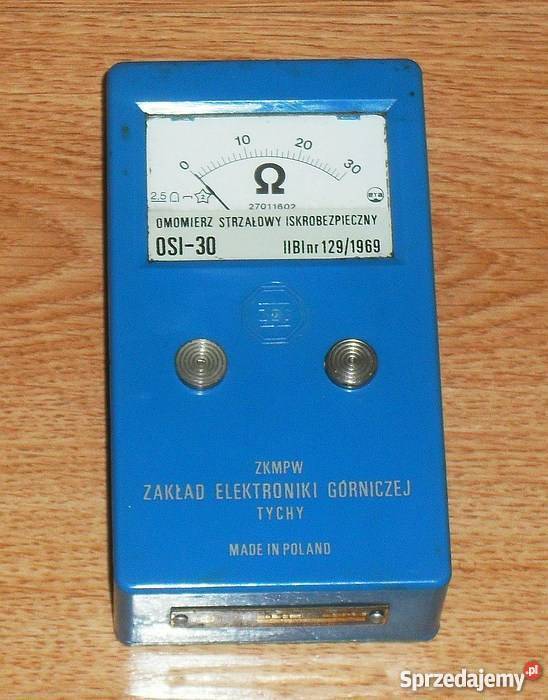 0 10 20 30
Ω
27011602
2.5
OMOMIERZ STRZAŁOWY ISKROBEZPIECZNY
OSI-30 IIBI nr 129/1969
ZKMPW
ZAKŁAD ELEKTRONIKI GÓRNICZEJ
TYCHY
MADE IN POLAND
Sprzedajemy.pl